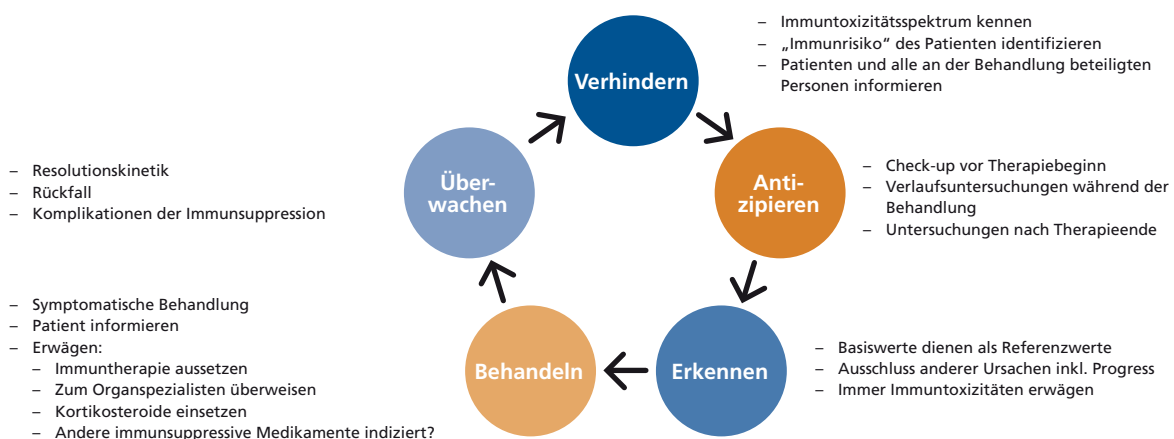 Verhindern
– Immuntoxizitätsspektrum kennen
– „Immunrisiko“ des Patienten identifizieren
– Patienten und alle an der Behandlung beteiligten
Personen informieren
Anti-
zipieren
– Check-up vor Therapiebeginn
– Verlaufsuntersuchungen während der
Behandlung
– Untersuchungen nach Therapieende
Erkennen
– Basiswerte dienen als Referenzwerte
– Ausschluss anderer Ursachen inkl. Progress
– Immer Immuntoxizitäten erwägen
Behandeln
– Symptomatische Behandlung
– Patient informieren
– Erwägen:
– Immuntherapie aussetzen
– Zum Organspezialisten überweisen
– Kortikosteroide einsetzen
– Andere immunsuppressive Medikamente indiziert?
Über-
wachen
– Resolutionskinetik
– Rückfall
– Komplikationen der Immunsuppression